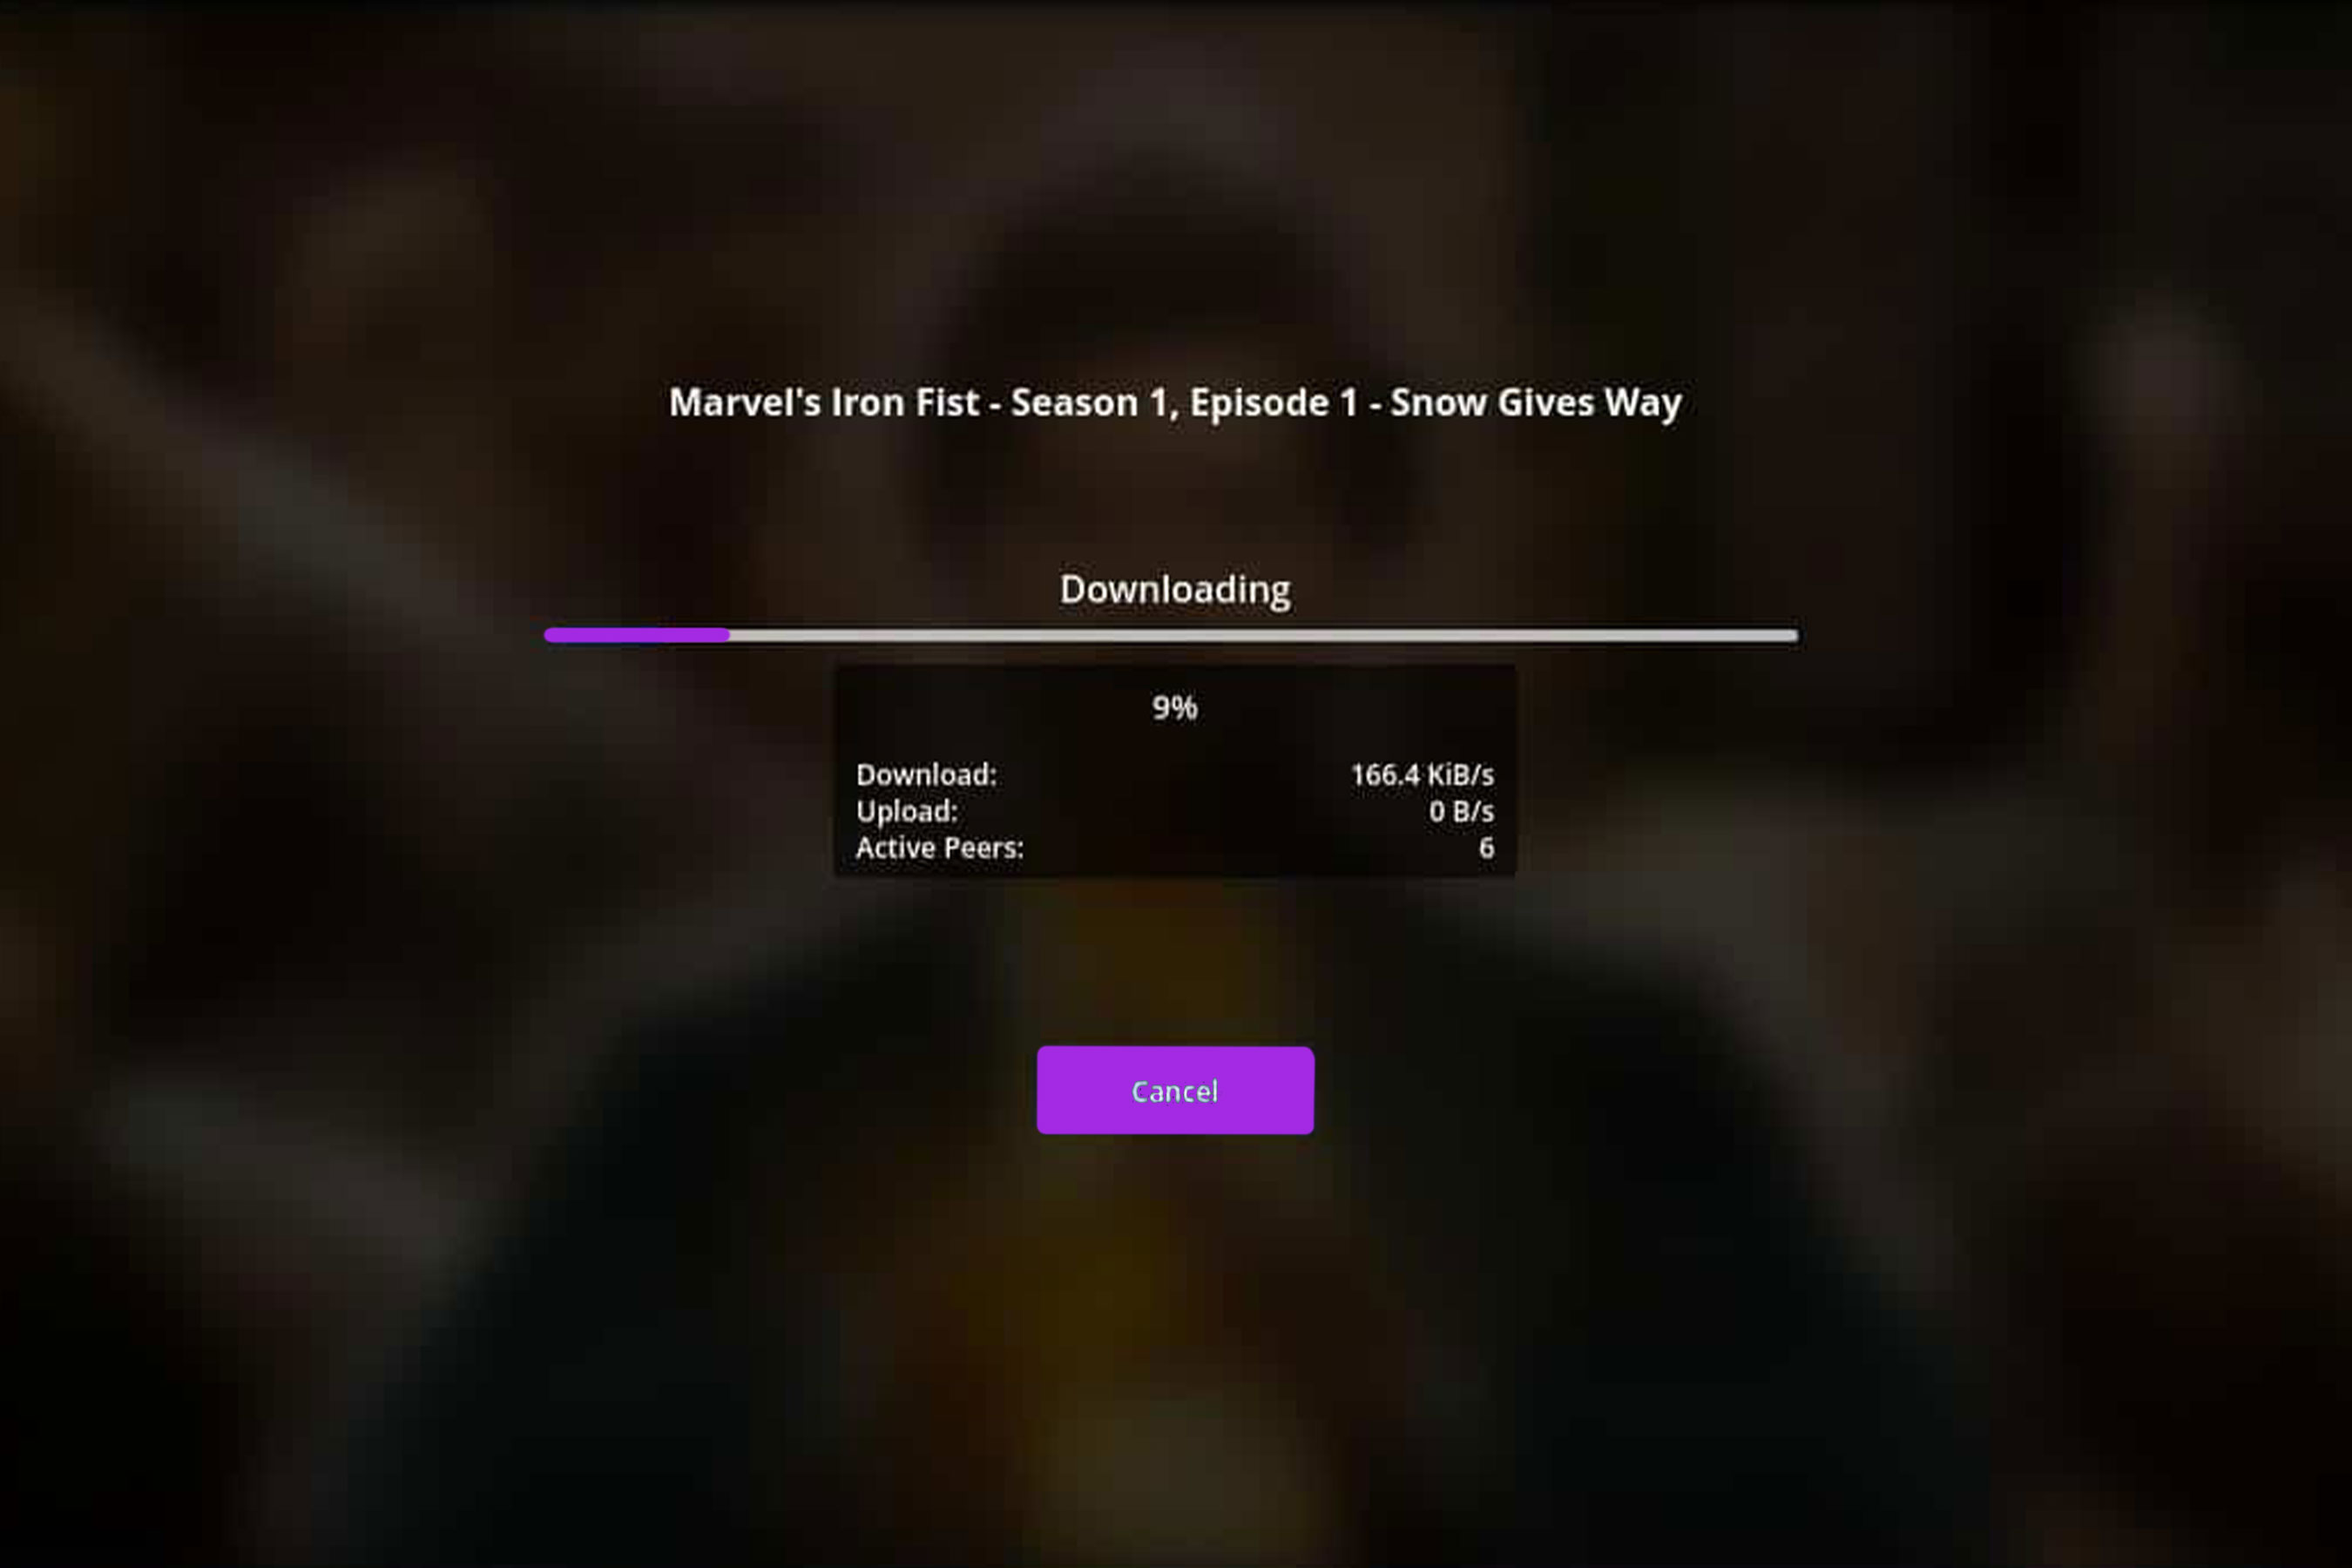 Marvel's Iron Fist - Season 1, Episode 1 - Snow Gives Way
Downloading
9%
Download: 166.4 KiB/s
Upload: 0 B/s
Active Peers: 6
Cancel